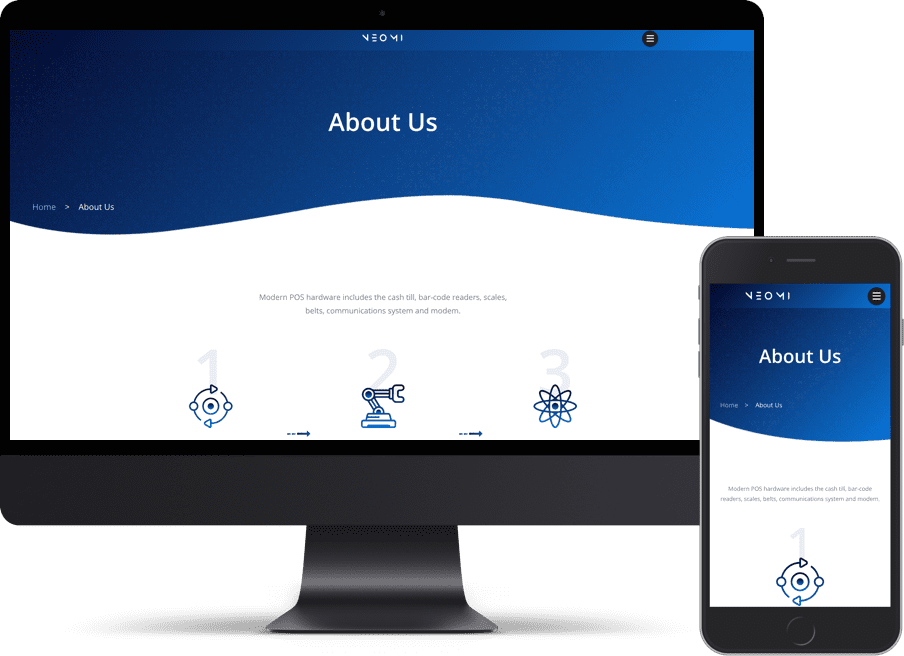 NEOMI
About Us
Home > About Us
Modern POS hardware includes the cash till, bar-code readers, scales,
belts, communications system and modem.
1 2 3
NEOMI
About Us
Home > About Us
Modern POS hardware includes the cash till, bar-code
readers, scales, belts, communications system and modem.
1